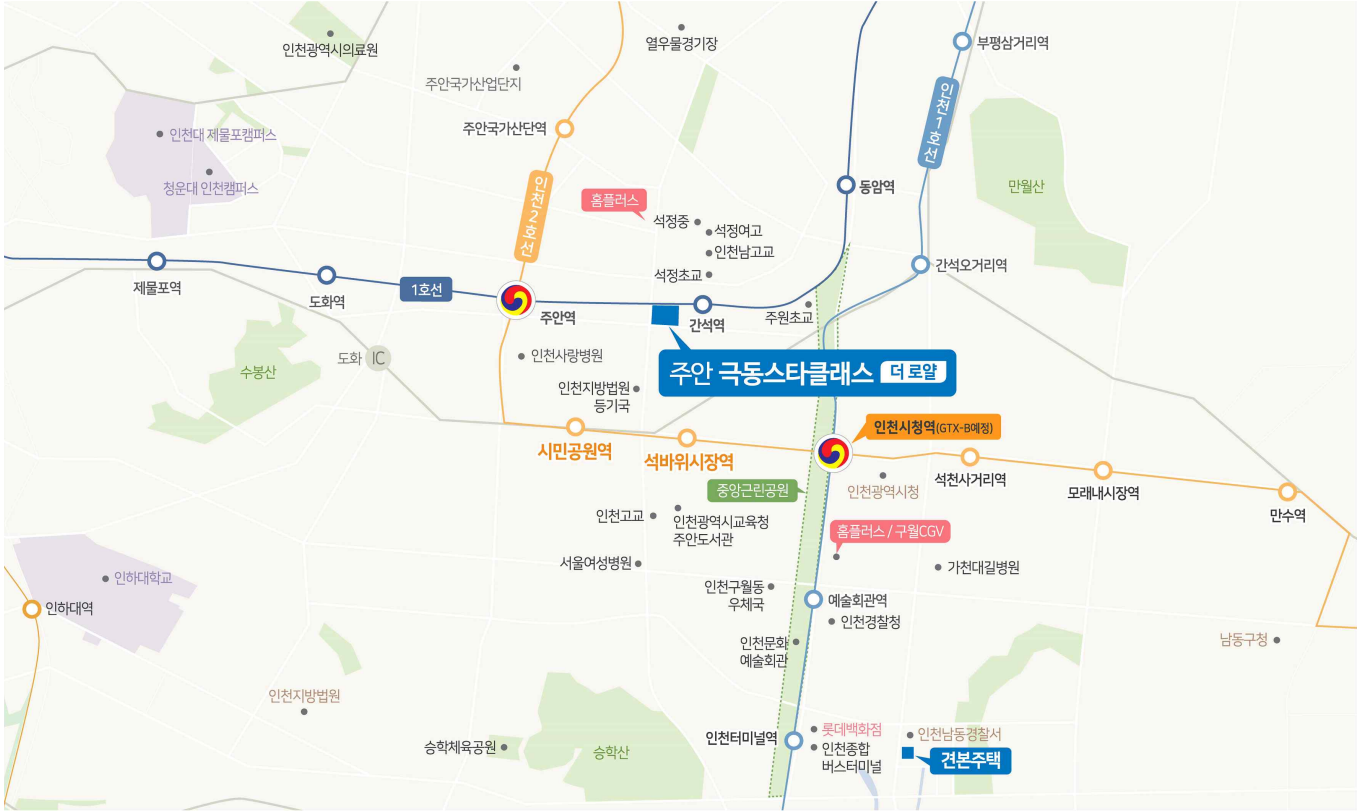 열우물경기장
부평삼거리역
인천광역시의료원
주안국가산업단지
인천1호선
주안국가산단역
인천대 제물포캠퍼스
청운대 인천캠퍼스
동암역
만월산
인천2호선
홈플러스
석정중
석정여고
인천남고교
석정초교
간석오거리역
제물포역
도화역
1호선
주안역
간석역
주원초교
도화 IC
수봉산
인천사랑병원
주안 극동스타클래스 더 로얄
인천지방법원
등기국
인천시청역(GTX-B예정)
시민공원역
석바위시장역
석천사거리역
모래내시장역
만수역
중앙근린공원
인천광역시청
인천고교
인천광역시교육청
주안도서관
홈플러스 / 구월CGV
서울여성병원
가천대길병원
인하대학교
인하대역
인천구월동
우체국
예술회관역
인천경찰청
인천문화
예술회관
남동구청
인천지방법원
승학체육공원
승학산
인천터미널역
롯데백화점
인천종합
버스터미널
인천남동경찰서
견본주택